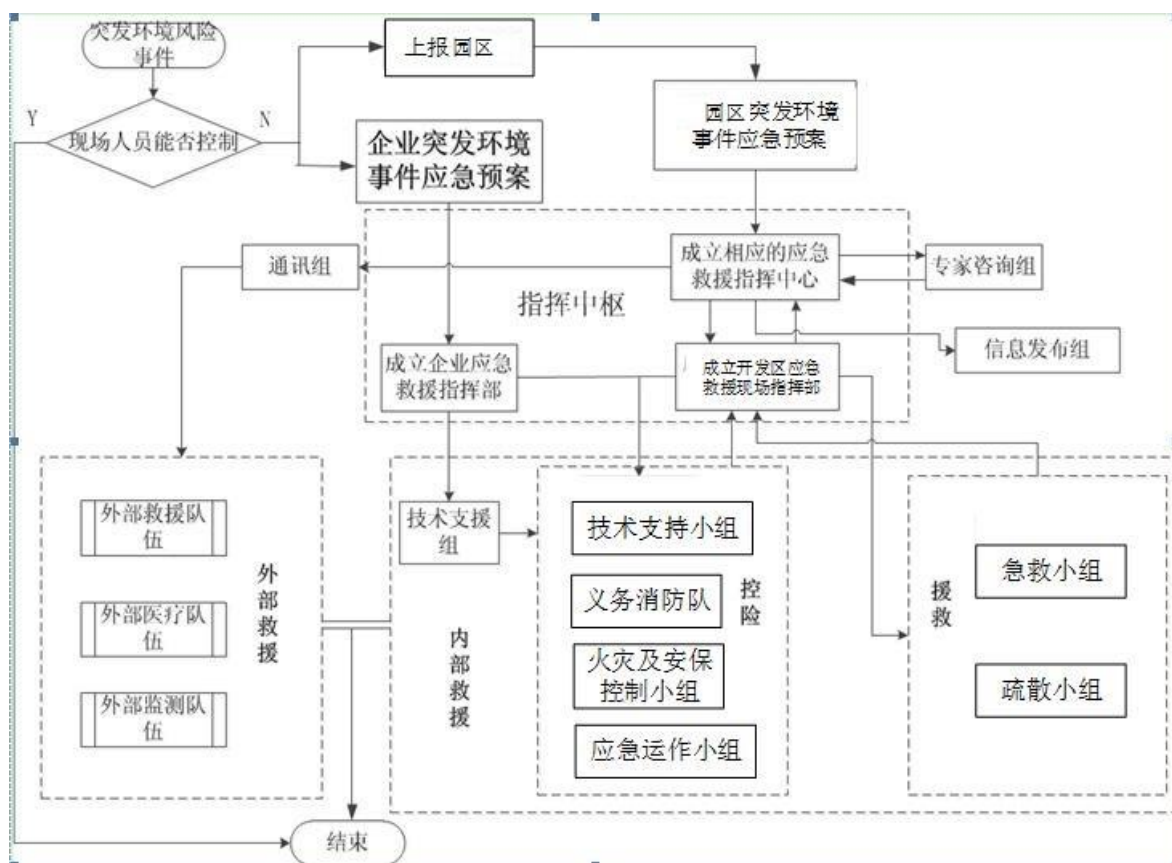 突发环境风险
事件
上报园区
Y
N
现场人员能否控制
企业突发环境
事件应急预案
园区突发环境
事件应急预案
通讯组
成立相应的应急
救援指挥中心
专家咨询组
指挥中枢
信息发布组
成立企业应急
救援指挥部
成立开发区应急
救援现场指挥部
外部救援队
伍
外部医疗队
伍
外部监测队
伍
外部救援
技术支援
组
内部救援
技术支持小组
义务消防队
火灾及安保
控制小组
应急运作小组
控险
援救
急救小组
疏散小组
结束